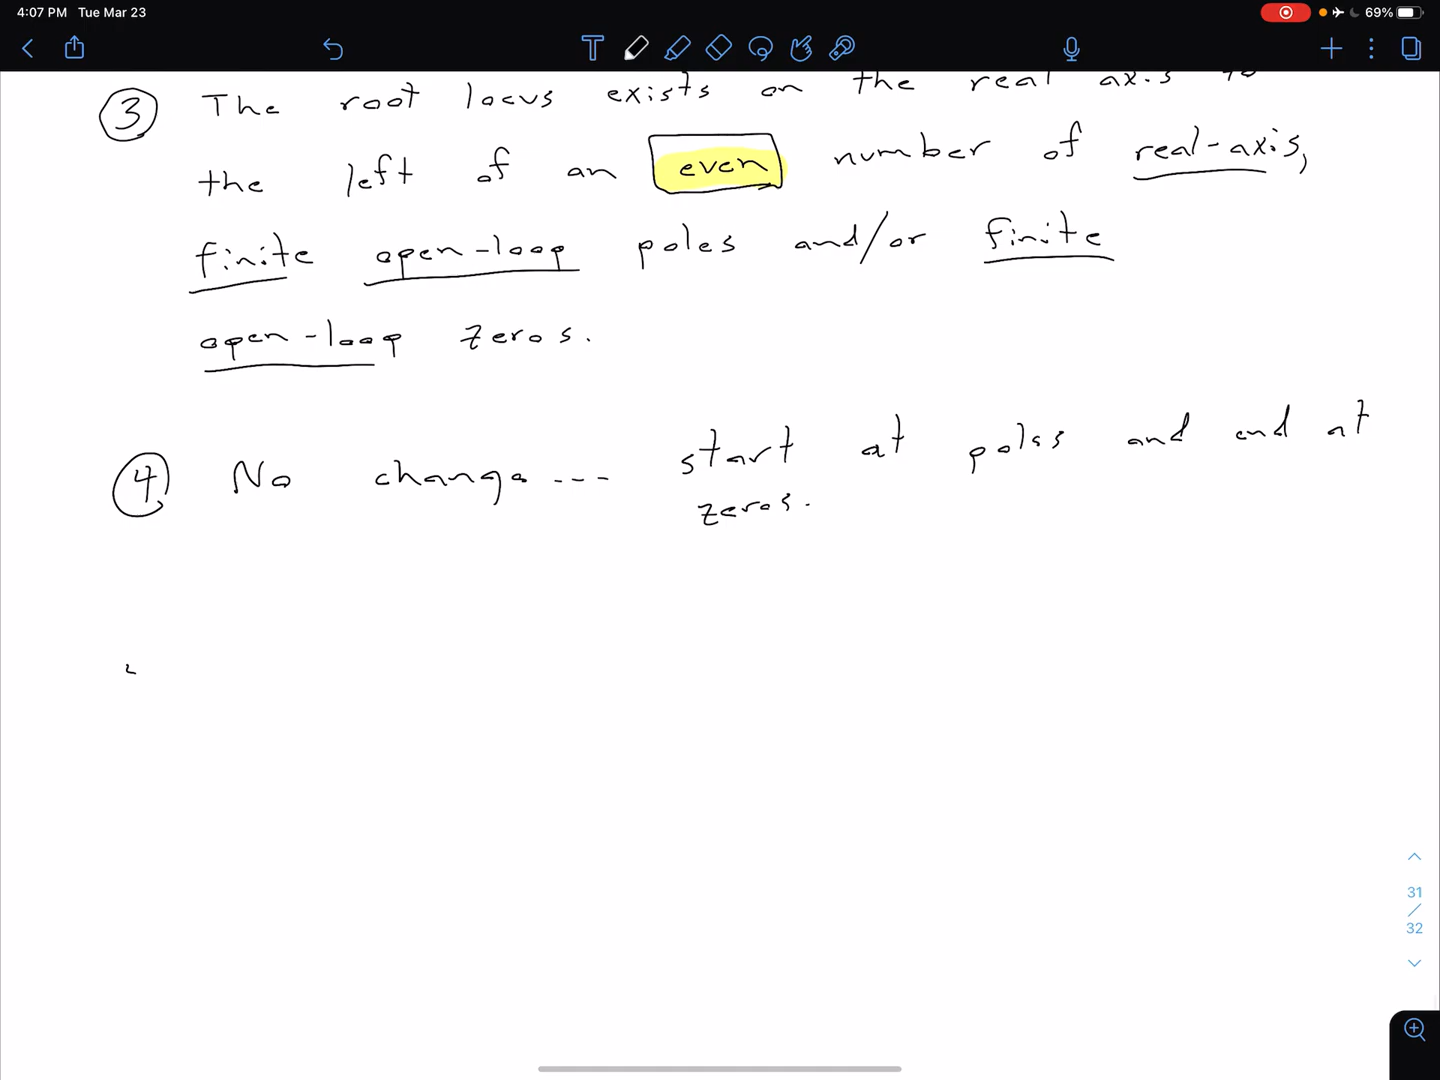 4:07 PM Tue Mar 23
69%
③ The root locus exists on the real axis to
the left of an even number of real-axis,
finite open-loop poles and/or finite
open-loop zeros.
④ No change --- start at poles and end at
zeros.
31
/
32